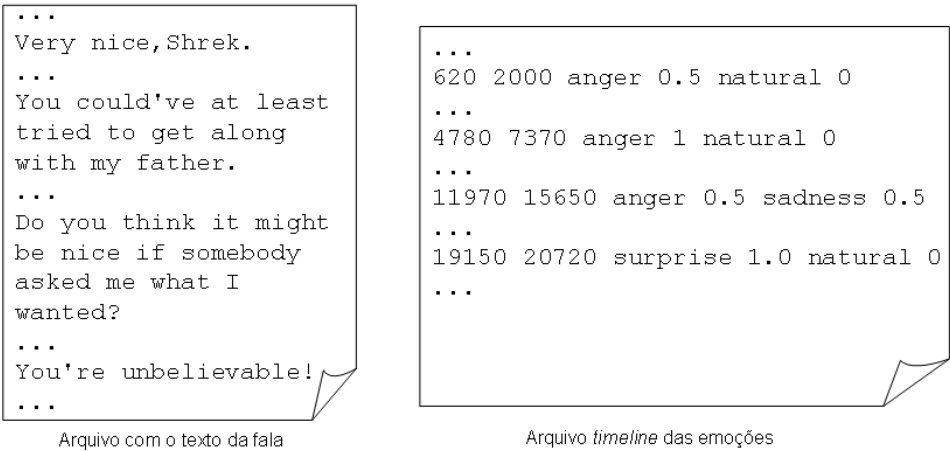 ...
Very nice,Shrek.
...
You could've at least
tried to get along
with my father.
...
Do you think it might
be nice if somebody
asked me what I
wanted?
...
You're unbelievable!
...
Arquivo com o texto da fala
...
620 2000 anger 0.5 natural 0
...
4780 7370 anger 1 natural 0
...
11970 15650 anger 0.5 sadness 0.5
...
19150 20720 surprise 1.0 natural 0
...
Arquivo timeline das emoções